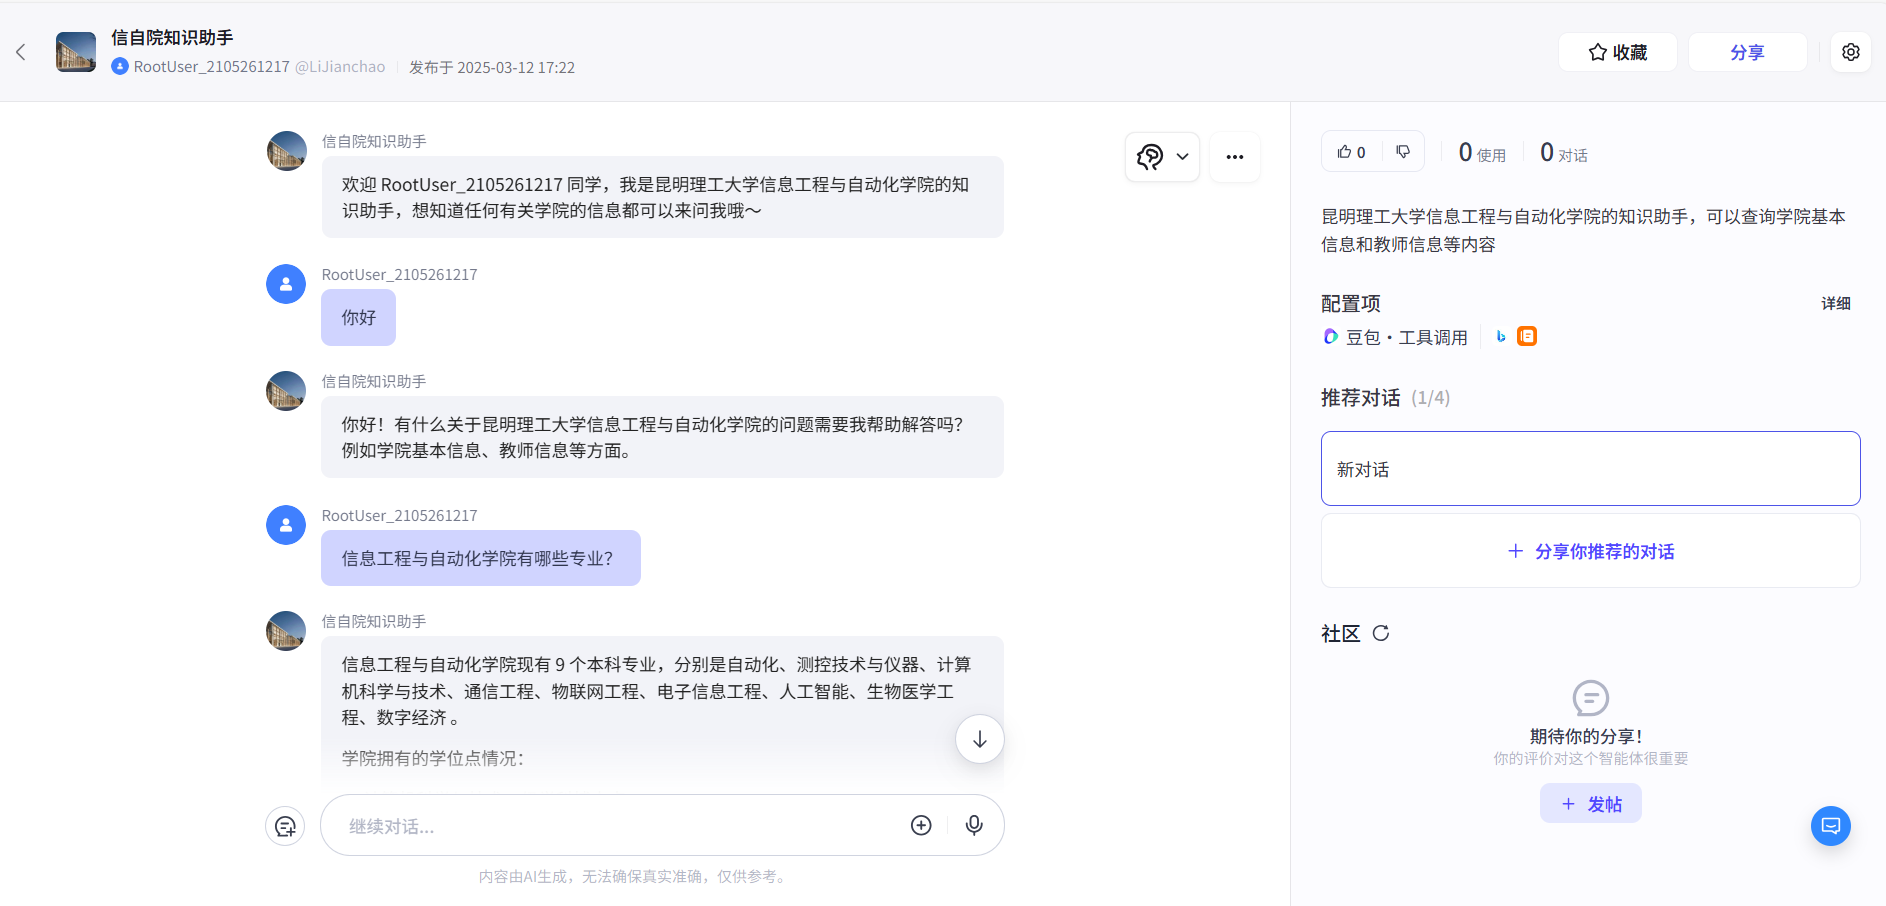 信自院知识助手
RootUser_2105261217 @LiJianchao 发布于 2025-03-12 17:22
收藏
分享
信自院知识助手
欢迎 RootUser_2105261217 同学，我是昆明理工大学信息工程与自动化学院的知
识助手，想知道任何有关学院的信息都可以来问我哦～
RootUser_2105261217
你好
信自院知识助手
你好！有什么关于昆明理工大学信息工程与自动化学院的问题需要我帮助解答吗？
例如学院基本信息、教师信息等方面。
RootUser_2105261217
信息工程与自动化学院有哪些专业？
信自院知识助手
信息工程与自动化学院现有 9 个本科专业，分别是自动化、测控技术与仪器、计算
机科学与技术、通信工程、物联网工程、电子信息工程、人工智能、生物医学工
程、数字经济 。
学院拥有的学位点情况：
继续对话...
内容由AI生成，无法确保真实准确，仅供参考。
0
0 使用
0 对话
昆明理工大学信息工程与自动化学院的知识助手，可以查询学院基本
信息和教师信息等内容
配置项
详细
豆包・工具调用
推荐对话 (1/4)
新对话
分享你推荐的对话
社区
期待你的分享！
你的评价对这个智能体很重要
发帖